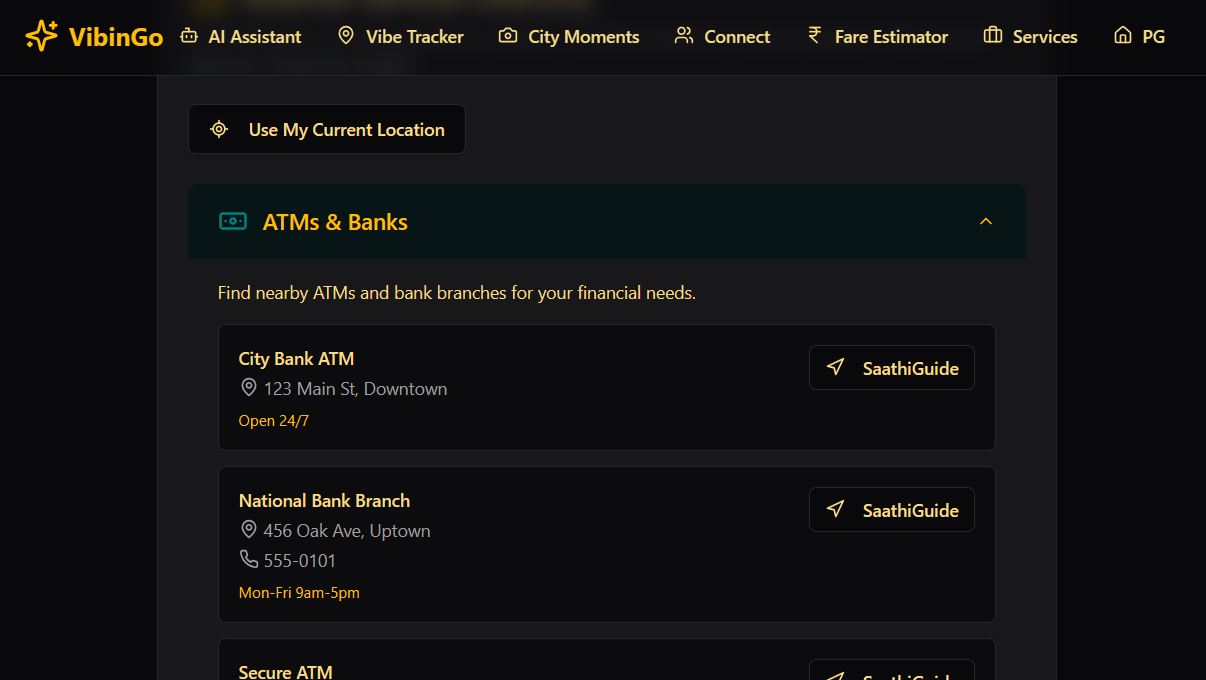 VibinGo
AI Assistant
Vibe Tracker
City Moments
Connect
Fare Estimator
Services
PG
Use My Current Location
ATMs & Banks
Find nearby ATMs and bank branches for your financial needs.
City Bank ATM
123 Main St, Downtown
Open 24/7
SaathiGuide
National Bank Branch
456 Oak Ave, Uptown
555-0101
Mon-Fri 9am-5pm
SaathiGuide
Secure ATM
SaathiGuide